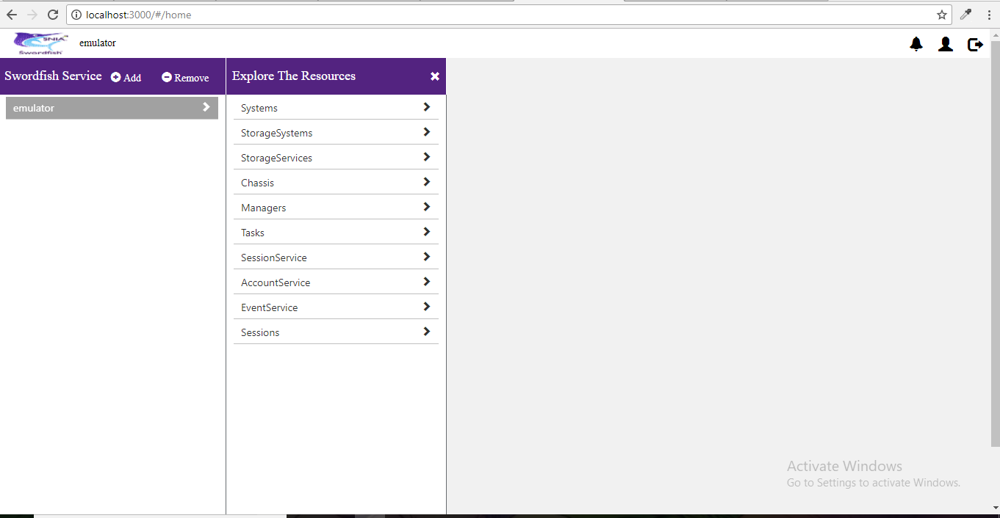 localhost:3000/#/home
SNIA
Swordfish
emulator
Swordfish Service Add Remove
Explore The Resources
emulator
Systems
StorageSystems
StorageServices
Chassis
Managers
Tasks
SessionService
AccountService
EventService
Sessions
Activate Windows
Go to Settings to activate Windows.